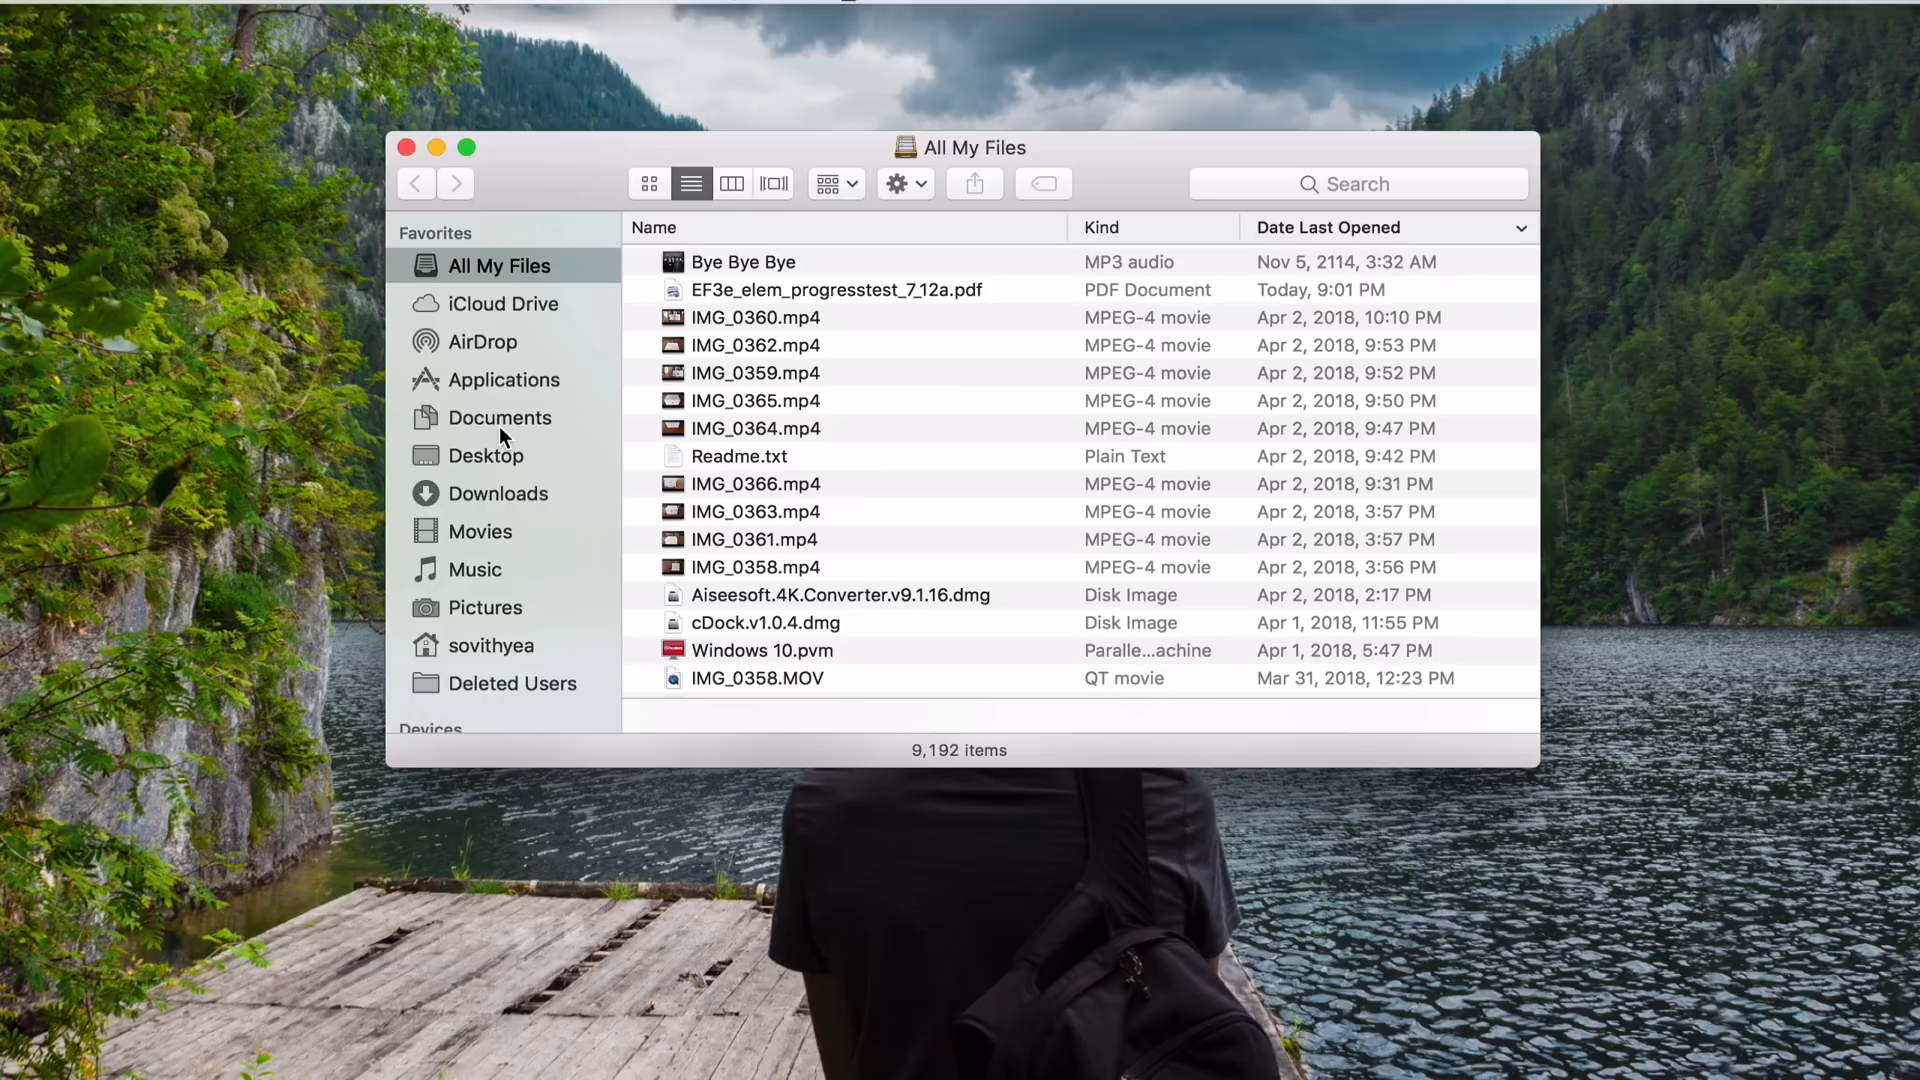 All My Files
Search
Favorites
All My Files
iCloud Drive
AirDrop
Applications
Documents
Desktop
Downloads
Movies
Music
Pictures
sovithyea
Deleted Users
Devices
Name Kind Date Last Opened
Bye Bye Bye MP3 audio Nov 5, 2114, 3:32 AM
EF3e_elem_progresstest_7_12a.pdf PDF Document Today, 9:01 PM
IMG_0360.mp4 MPEG-4 movie Apr 2, 2018, 10:10 PM
IMG_0362.mp4 MPEG-4 movie Apr 2, 2018, 9:53 PM
IMG_0359.mp4 MPEG-4 movie Apr 2, 2018, 9:52 PM
IMG_0365.mp4 MPEG-4 movie Apr 2, 2018, 9:50 PM
IMG_0364.mp4 MPEG-4 movie Apr 2, 2018, 9:47 PM
Readme.txt Plain Text Apr 2, 2018, 9:42 PM
IMG_0366.mp4 MPEG-4 movie Apr 2, 2018, 9:31 PM
IMG_0363.mp4 MPEG-4 movie Apr 2, 2018, 3:57 PM
IMG_0361.mp4 MPEG-4 movie Apr 2, 2018, 3:57 PM
IMG_0358.mp4 MPEG-4 movie Apr 2, 2018, 3:56 PM
Aiseesoft.4K.Converter.v9.1.16.dmg Disk Image Apr 2, 2018, 2:17 PM
cDock.v1.0.4.dmg Disk Image Apr 1, 2018, 11:55 PM
Windows 10.pvm Paralle...achine Apr 1, 2018, 5:47 PM
IMG_0358.MOV QT movie Mar 31, 2018, 12:23 PM
9,192 items